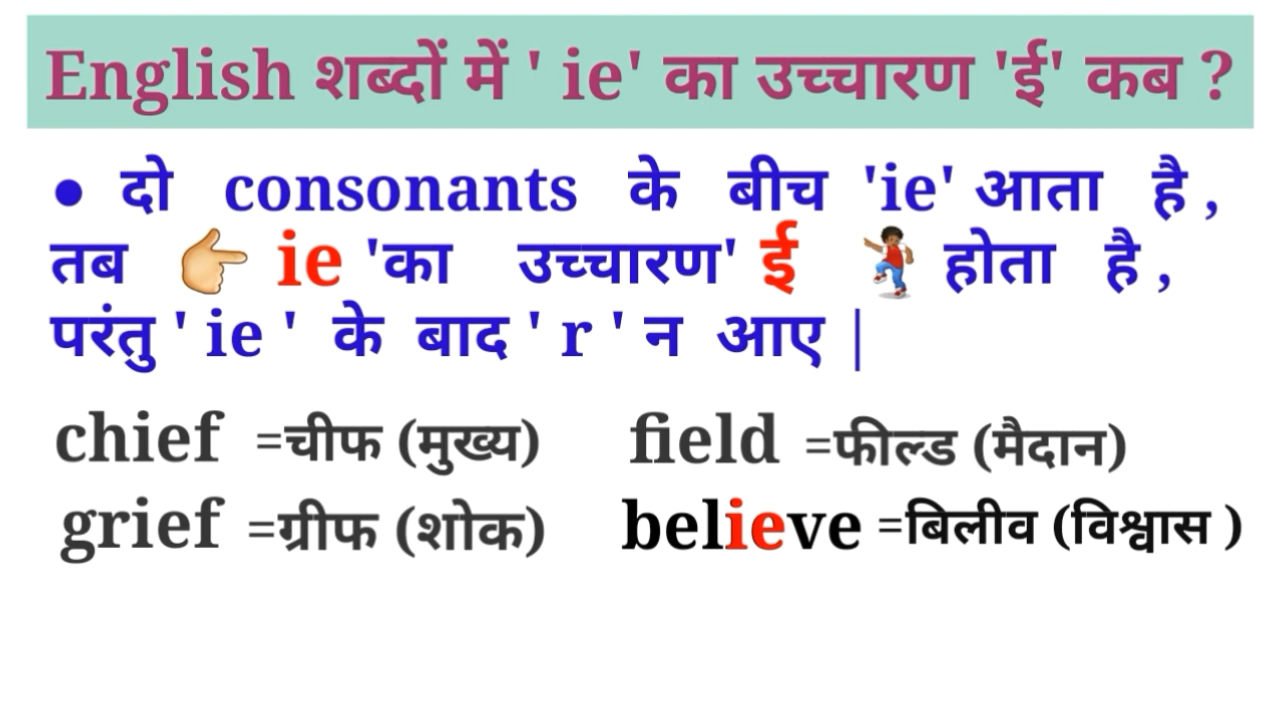 English शब्दों में ' ie' का उच्चारण 'ई' कब ?
● दो consonants के बीच 'ie' आता है ,
तब 👉 ie 'का उच्चारण' ई होता है ,
परंतु ' ie ' के बाद ' r ' न आए |
chief =चीफ (मुख्य) field =फील्ड (मैदान)
grief =ग्रीफ (शोक) believe =बिलीव (विश्वास )